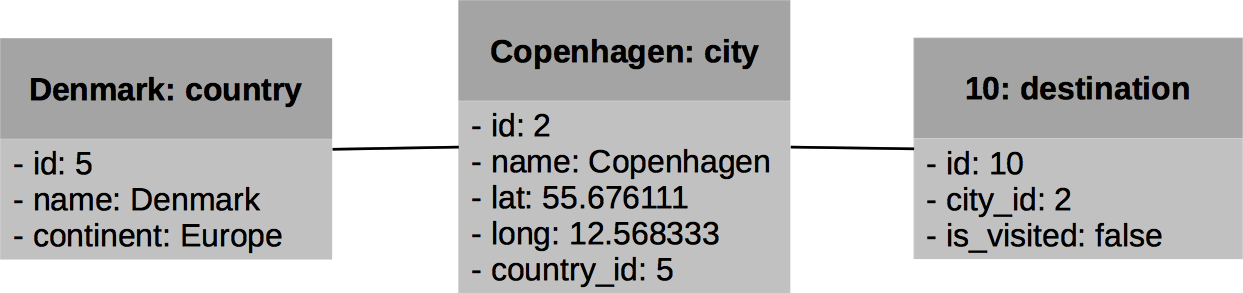 Denmark: country
- id: 5
- name: Denmark
- continent: Europe
Copenhagen: city
- id: 2
- name: Copenhagen
- lat: 55.676111
- long: 12.568333
- country_id: 5
10: destination
- id: 10
- city_id: 2
- is_visited: false